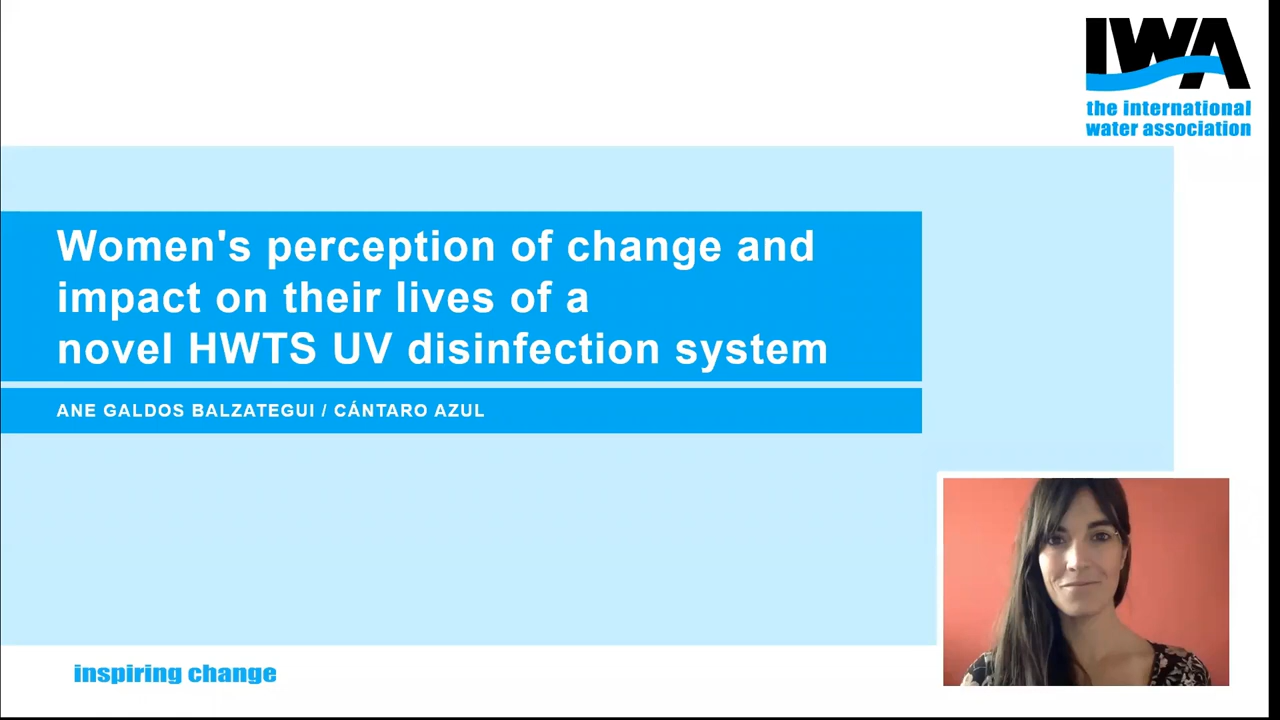 IWA
the international
water association
Women's perception of change and
impact on their lives of a
novel HWTS UV disinfection system
ANE GALDOS BALZATEGUI / CÁNTARO AZUL
inspiring change